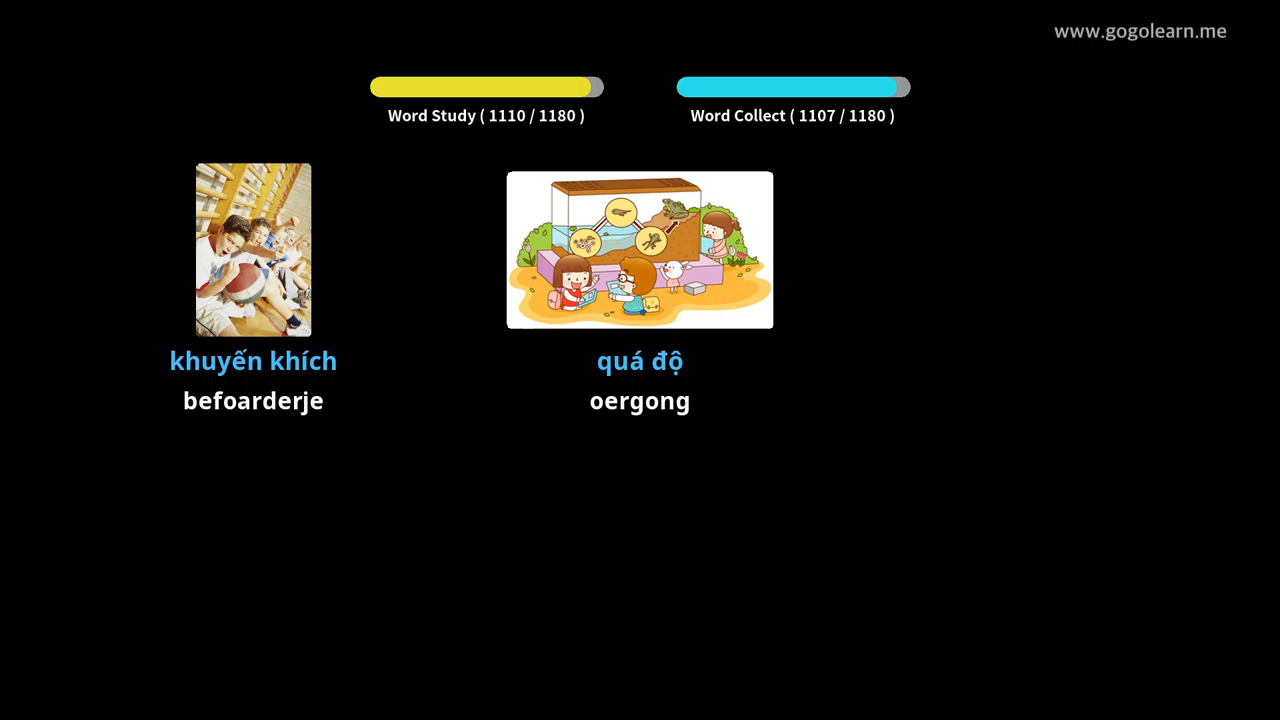 www.gogolearn.me
Word Study ( 1110 / 1180 )
Word Collect ( 1107 / 1180 )
khuyến khích
befoarderje
quá độ
oergong